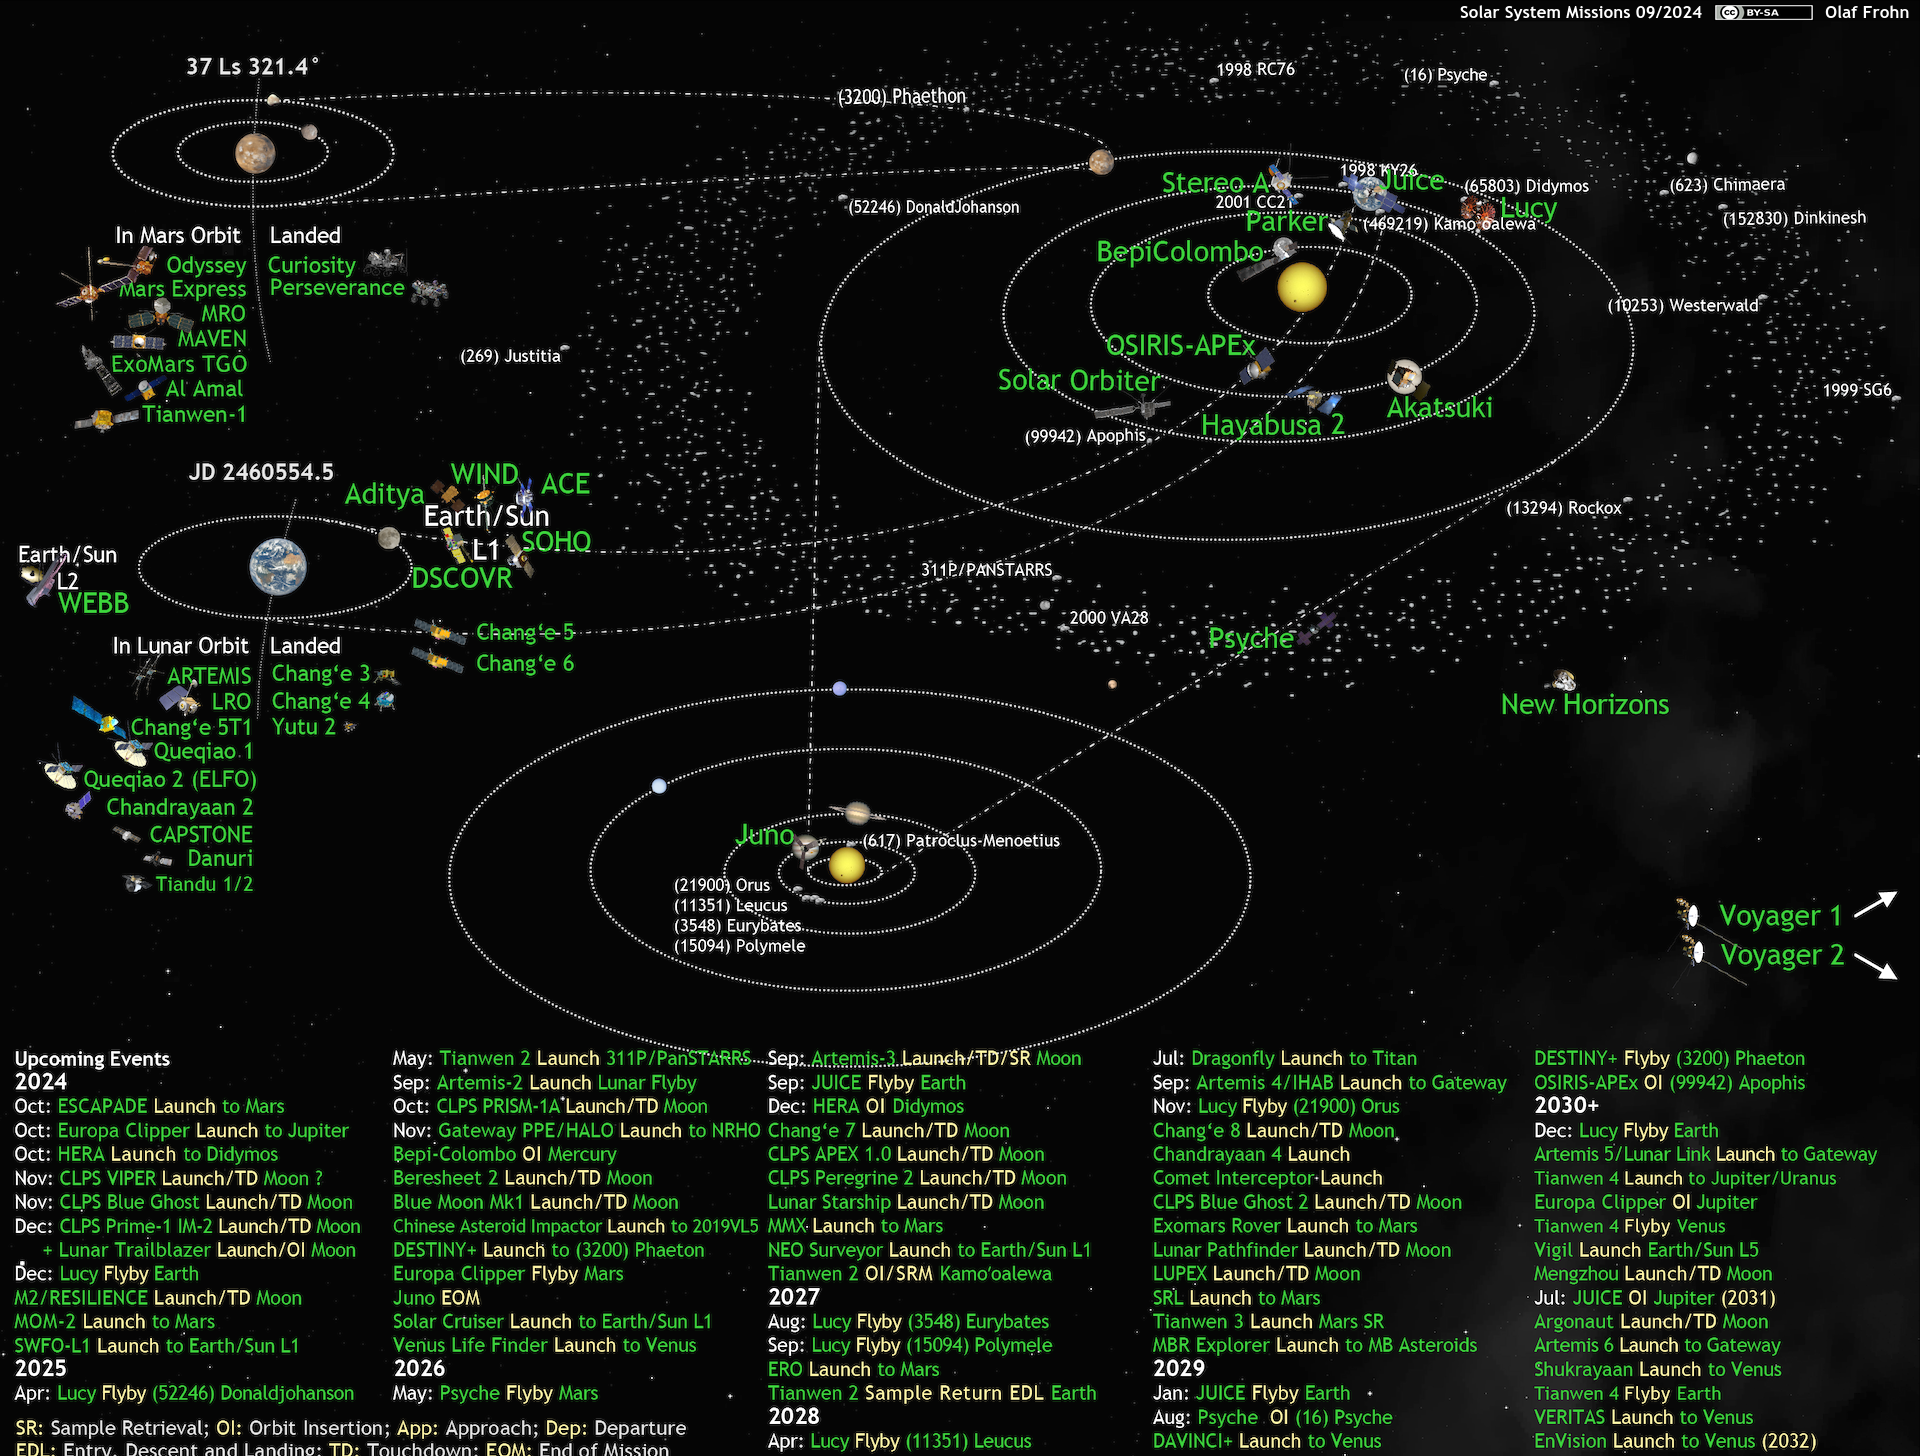 Solar System Missions 09/2024 cc BY-SA Olaf Frohn
37 Ls 321.4°
(3200) Phaethon
1998 RC76
(16) Psyche
(623) Chimaera
(152830) Dinkinesh
(52246) DonaldJohanson
Stereo A
1998 KY26
Juice
(65803) Didymos
2001 CC21
Lucy
Parker
(469219) Kamo'oalewa
BepiColombo
(10253) Westerwald
OSIRIS-APEx
Solar Orbiter
Hayabusa 2
Akatsuki
(99942) Apophis
1999 SG6
(269) Justitia
(13294) Rockox
311P/PANSTARRS
2000 VA28
Psyche
New Horizons
In Mars Orbit
Odyssey
Mars Express
MRO
MAVEN
ExoMars TGO
Al Amal
Tianwen-1
Landed
Curiosity
Perseverance
JD 2460554.5
Aditya
WIND
ACE
Earth/Sun
L1
SOHO
DSCOVR
Earth/Sun
L2
WEBB
Chang‘e 5
Chang‘e 6
In Lunar Orbit
ARTEMIS
LRO
Chang‘e 5T1
Queqiao 1
Queqiao 2 (ELFO)
Chandrayaan 2
CAPSTONE
Danuri
Tiandu 1/2
Landed
Chang‘e 3
Chang‘e 4
Yutu 2
Juno
(617) Patroclus-Menoetius
(21900) Orus
(11351) Leucus
(3548) Eurybates
(15094) Polymele
Voyager 1
Voyager 2
Upcoming Events
2024
Oct: ESCAPADE Launch to Mars
Oct: Europa Clipper Launch to Jupiter
Oct: HERA Launch to Didymos
Nov: CLPS VIPER Launch/TD Moon ?
Nov: CLPS Blue Ghost Launch/TD Moon
Dec: CLPS Prime-1 IM-2 Launch/TD Moon
+ Lunar Trailblazer Launch/OI Moon
Dec: Lucy Flyby Earth
M2/RESILIENCE Launch/TD Moon
MOM-2 Launch to Mars
SWFO-L1 Launch to Earth/Sun L1
2025
Apr: Lucy Flyby (52246) Donaldjohanson
May: Tianwen 2 Launch 311P/PanSTARRS
Sep: Artemis-2 Launch Lunar Flyby
Oct: CLPS PRISM-1A Launch/TD Moon
Nov: Gateway PPE/HALO Launch to NRHO
Bepi-Colombo OI Mercury
Beresheet 2 Launch/TD Moon
Blue Moon Mk1 Launch/TD Moon
Chinese Asteroid Impactor Launch to 2019VL5
DESTINY+ Launch to (3200) Phaeton
Europa Clipper Flyby Mars
Juno EOM
Solar Cruiser Launch to Earth/Sun L1
Venus Life Finder Launch to Venus
2026
May: Psyche Flyby Mars
Sep: Artemis-3 Launch/TD/SR Moon
Sep: JUICE Flyby Earth
Dec: HERA OI Didymos
Chang‘e 7 Launch/TD Moon
CLPS APEX 1.0 Launch/TD Moon
CLPS Peregrine 2 Launch/TD Moon
Lunar Starship Launch/TD Moon
MMX Launch to Mars
NEO Surveyor Launch to Earth/Sun L1
Tianwen 2 OI/SRM Kamo'oalewa
2027
Aug: Lucy Flyby (3548) Eurybates
Sep: Lucy Flyby (15094) Polymele
ERO Launch to Mars
Tianwen 2 Sample Return EDL Earth
2028
Apr: Lucy Flyby (11351) Leucus
Jul: Dragonfly Launch to Titan
Sep: Artemis 4/IHAB Launch to Gateway
Nov: Lucy Flyby (21900) Orus
Chang‘e 8 Launch/TD Moon
Chandrayaan 4 Launch
Comet Interceptor Launch
CLPS Blue Ghost 2 Launch/TD Moon
Exomars Rover Launch to Mars
Lunar Pathfinder Launch/TD Moon
LUPEX Launch/TD Moon
SRL Launch to Mars
Tianwen 3 Launch Mars SR
MBR Explorer Launch to MB Asteroids
2029
Jan: JUICE Flyby Earth
Aug: Psyche OI (16) Psyche
DAVINCI+ Launch to Venus
DESTINY+ Flyby (3200) Phaeton
OSIRIS-APEx OI (99942) Apophis
2030+
Dec: Lucy Flyby Earth
Artemis 5/Lunar Link Launch to Gateway
Tianwen 4 Launch to Jupiter/Uranus
Europa Clipper OI Jupiter
Tianwen 4 Flyby Venus
Vigil Launch Earth/Sun L5
Mengzhou Launch/TD Moon
Jul: JUICE OI Jupiter (2031)
Argonaut Launch/TD Moon
Artemis 6 Launch to Gateway
Shukrayaan Launch to Venus
Tianwen 4 Flyby Earth
VERITAS Launch to Venus
EnVision Launch to Venus (2032)
SR: Sample Retrieval; OI: Orbit Insertion; App: Approach; Dep: Departure
EDL: Entry, Descent and Landing; TD: Touchdown; EOM: End of Mission